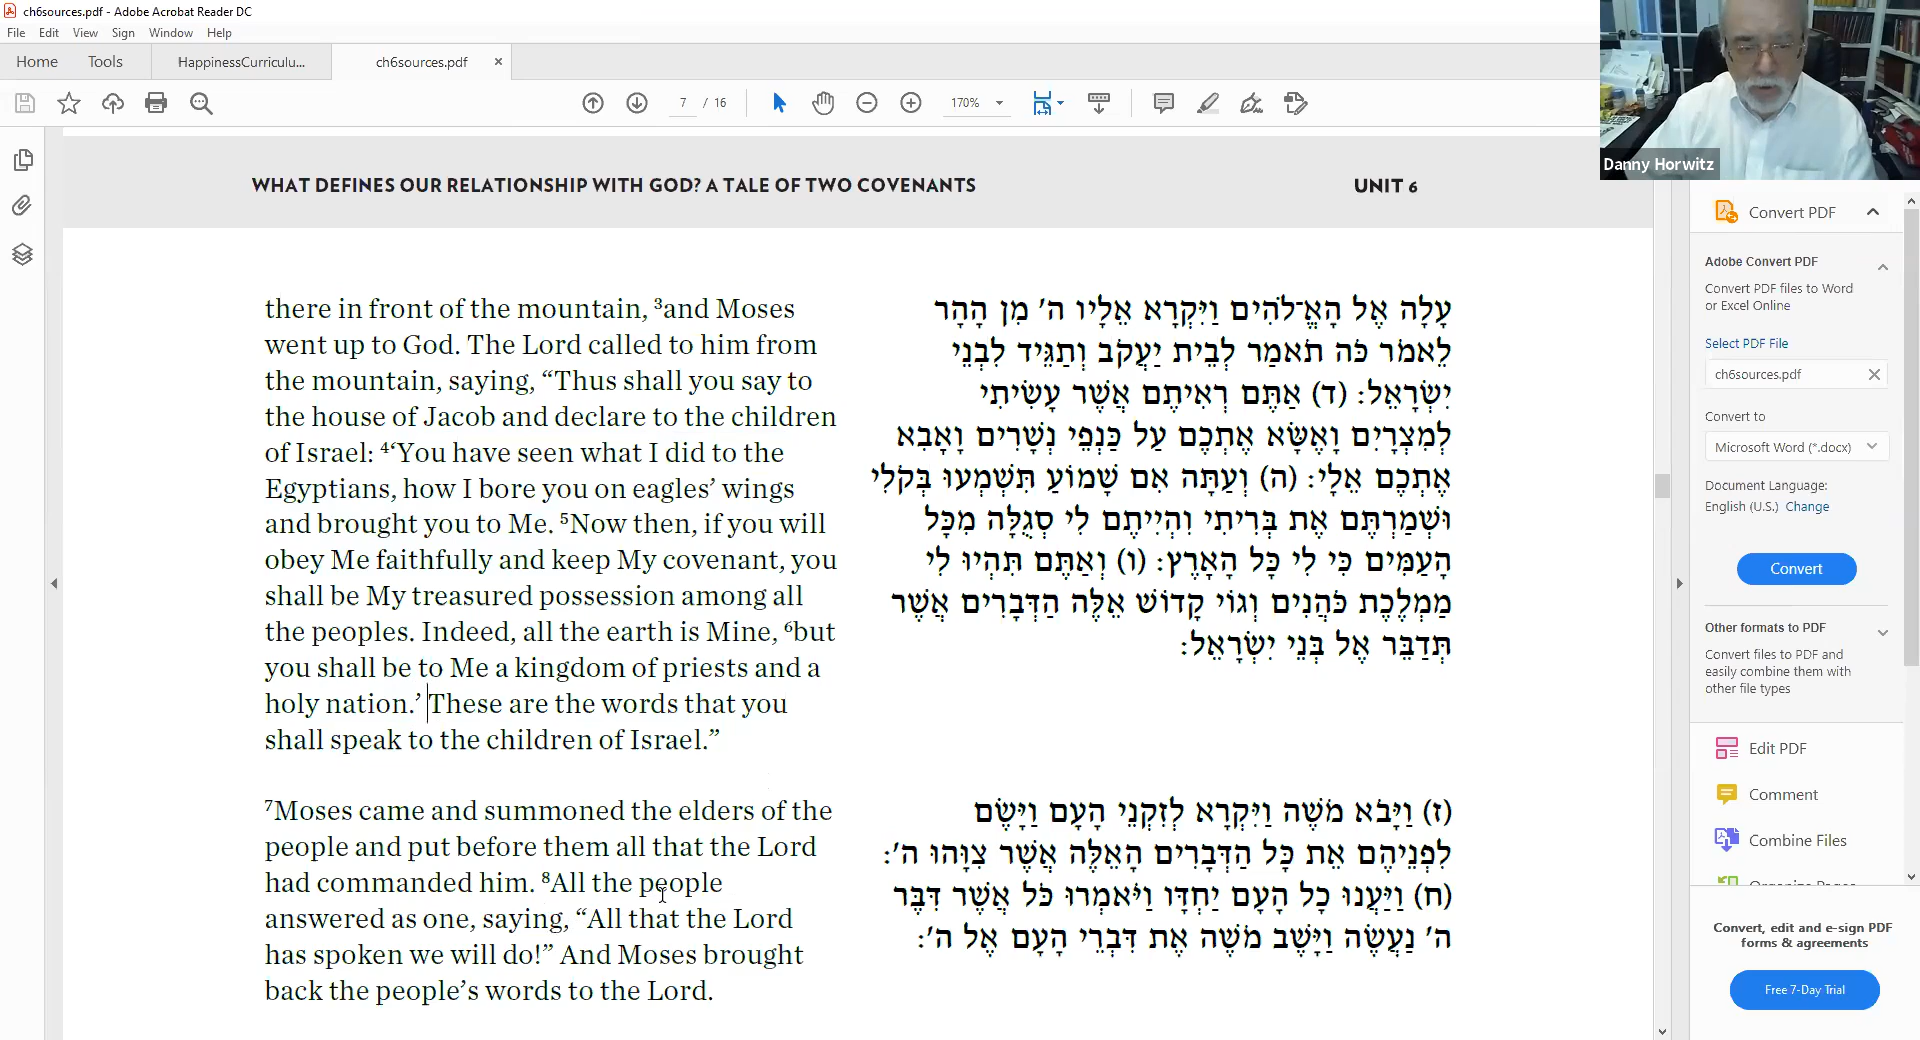 ch6sources.pdf - Adobe Acrobat Reader DC
File Edit View Sign Window Help
Home Tools HappinessCurriculu... ch6sources.pdf ×
7 / 16 170%
Danny Horwitz
WHAT DEFINES OUR RELATIONSHIP WITH GOD? A TALE OF TWO COVENANTS
UNIT 6
there in front of the mountain, ³and Moses
went up to God. The Lord called to him from
the mountain, saying, “Thus shall you say to
the house of Jacob and declare to the children
of Israel: ⁴‘You have seen what I did to the
Egyptians, how I bore you on eagles’ wings
and brought you to Me. ⁵Now then, if you will
obey Me faithfully and keep My covenant, you
shall be My treasured possession among all
the peoples. Indeed, all the earth is Mine, ⁶but
you shall be to Me a kingdom of priests and a
holy nation.’ These are the words that you
shall speak to the children of Israel.”
עָלָה אֶל הָאֱ־לֹהִים וַיִּקְרָא אֵלָיו ה' מִן הָהָר
לֵאמֹר כֹּה תֹאמַר לְבֵית יַעֲקֹב וְתַגֵּיד לִבְנֵי
יִשְׂרָאֵל: (ד) אַתֶּם רְאִיתֶם אֲשֶׁר עָשִׂיתִי
לְמִצְרָיִם וָאֶשָּׂא אֶתְכֶם עַל כַּנְפֵי נְשָׁרִים וָאָבִא
אֶתְכֶם אֵלָי: (ה) וְעַתָּה אִם שָׁמוֹעַ תִּשְׁמְעוּ בְּקֹלִי
וּשְׁמַרְתֶּם אֶת בְּרִיתִי וִהְיִיתֶם לִי סְגֻלָּה מִכָּל
הָעַמִּים כִּי לִי כָּל הָאָרֶץ: (ו) וְאַתֶּם תִּהְיוּ לִי
מַמְלֶכֶת כֹּהֲנִים וְגוֹי קָדוֹשׁ אֵלֶּה הַדְּבָרִים אֲשֶׁר
תְּדַבֵּר אֶל בְּנֵי יִשְׂרָאֵל:
⁷Moses came and summoned the elders of the
people and put before them all that the Lord
had commanded him. ⁸All the people
answered as one, saying, “All that the Lord
has spoken we will do!” And Moses brought
back the people’s words to the Lord.
(ז) וַיָּבֹא מֹשֶׁה וַיִּקְרָא לְזִקְנֵי הָעָם וַיָּשֶׂם
לִפְנֵיהֶם אֵת כָּל הַדְּבָרִים הָאֵלֶּה אֲשֶׁר צִוָּהוּ ה':
(ח) וַיַּעֲנוּ כָל הָעָם יַחְדָּו וַיֹּאמְרוּ כֹּל אֲשֶׁר דִּבֶּר
ה' נַעֲשֶׂה וַיָּשֶׁב מֹשֶׁה אֶת דִּבְרֵי הָעָם אֶל ה':
Convert PDF
Adobe Convert PDF
Convert PDF files to Word
or Excel Online
Select PDF File
ch6sources.pdf
Convert to
Microsoft Word (*.docx)
Document Language:
English (U.S.) Change
Convert
Other formats to PDF
Convert files to PDF and
easily combine them with
other file types
Edit PDF
Comment
Combine Files
Organize Pages
Convert, edit and e-sign PDF
forms & agreements
Free 7-Day Trial